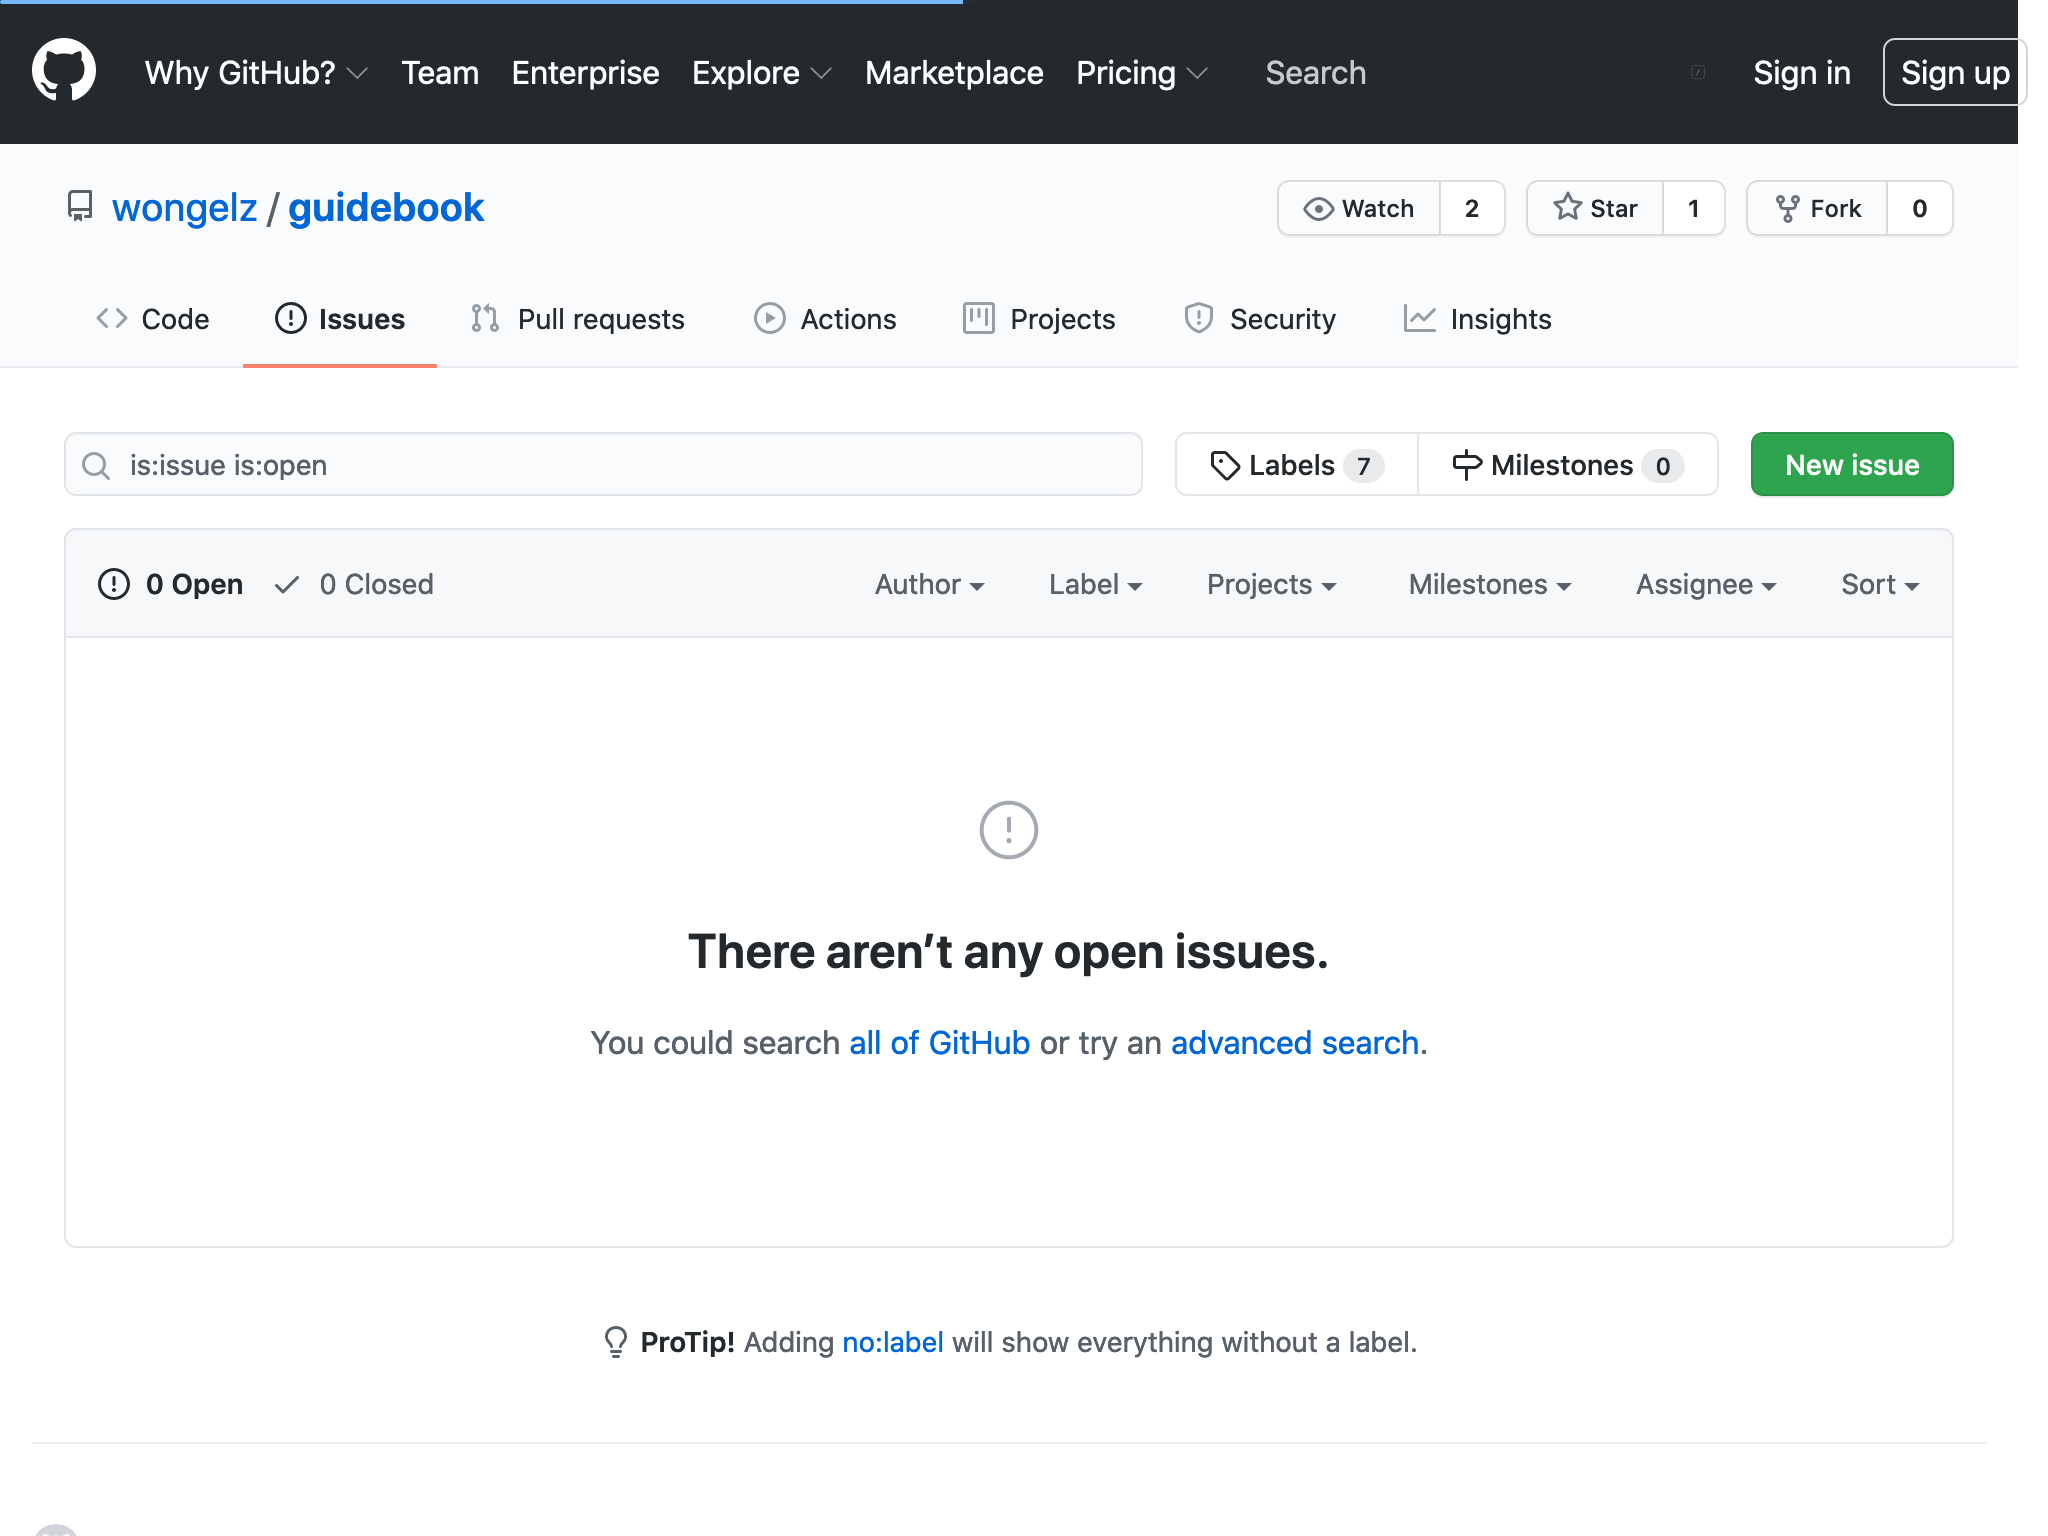 Why GitHub? Team Enterprise Explore Marketplace Pricing Search / Sign in Sign up
wongelz / guidebook Watch 2 Star 1 Fork 0
Code Issues Pull requests Actions Projects Security Insights
is:issue is:open Labels 7 Milestones 0 New issue
0 Open 0 Closed Author Label Projects Milestones Assignee Sort
There aren’t any open issues.
You could search all of GitHub or try an advanced search.
ProTip! Adding no:label will show everything without a label.